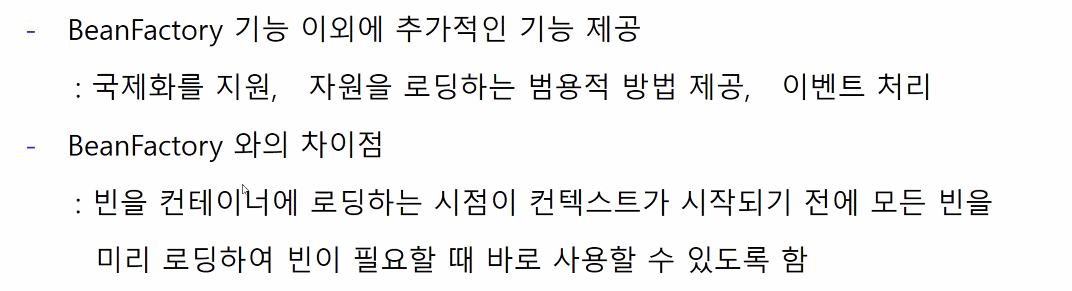 - BeanFactory 기능 이외에 추가적인 기능 제공
: 국제화를 지원, 자원을 로딩하는 범용적 방법 제공, 이벤트 처리
- BeanFactory 와의 차이점
: 빈을 컨테이너에 로딩하는 시점이 컨텍스트가 시작되기 전에 모든 빈을
미리 로딩하여 빈이 필요할 때 바로 사용할 수 있도록 함